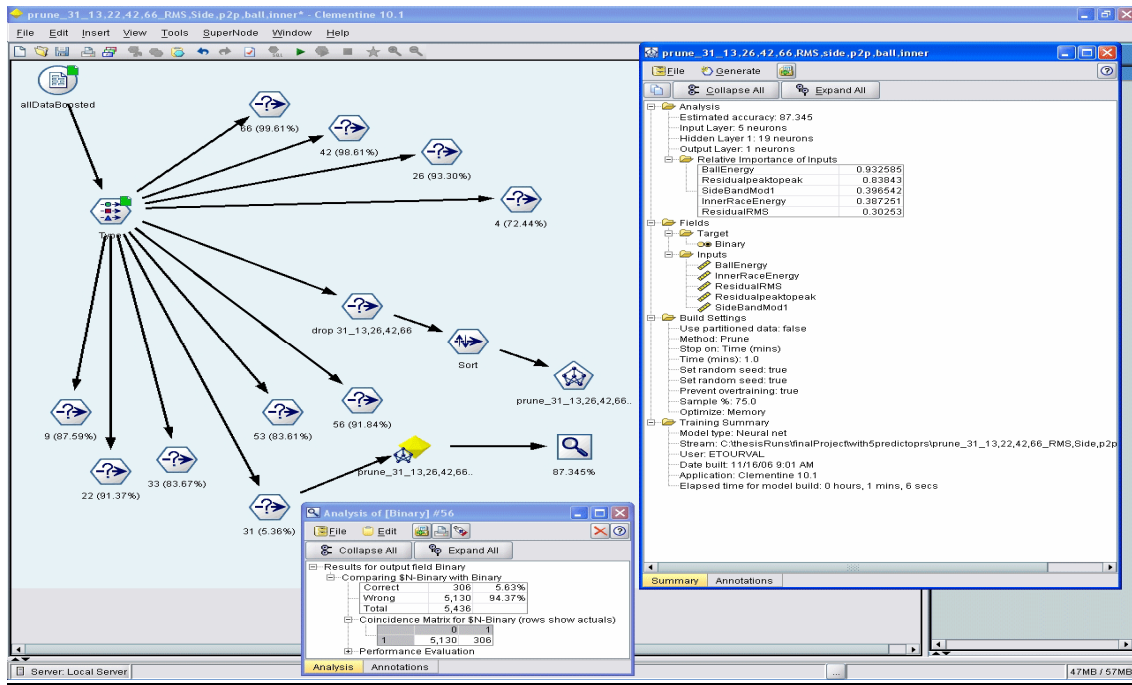 prune_31_13,22,42,66_RMS,Side,p2p,ball,inner* - Clementine 10.1
File Edit Insert View Tools SuperNode Window Help
allDataBoosted
66 (99.61%)
42 (98.61%)
26 (93.30%)
4 (72.44%)
Type
drop 31_13,26,42,66
Sort
prune_31_13,26,42,66...
9 (87.59%)
22 (91.37%)
33 (83.67%)
53 (83.61%)
56 (91.84%)
31 (5.36%)
prune_31_13,26,42,66...
87.345%
prune_31_13,26,42,66,RMS,side,p2p,ball,inner
File Generate
Collapse All Expand All
Analysis
Estimated accuracy: 87.345
Input Layer: 5 neurons
Hidden Layer 1: 19 neurons
Output Layer: 1 neurons
Relative Importance of Inputs
BallEnergy 0.932585
Residualpeaktopeak 0.83843
SideBandMod1 0.396542
InnerRaceEnergy 0.387251
ResidualRMS 0.30253
Fields
Target
Binary
Inputs
BallEnergy
InnerRaceEnergy
ResidualRMS
Residualpeaktopeak
SideBandMod1
Build Settings
Use partitioned data: false
Method: Prune
Stop on: Time (mins)
Time (mins): 1.0
Set random seed: true
Set random seed: true
Prevent overtraining: true
Sample %: 75.0
Optimize: Memory
Training Summary
Model type: Neural net
Stream: C:\thesisRuns\finalProject\with5predictoprs\prune_31_13,22,42,66_RMS,Side,p2p
User: ETOURVAL
Date built: 11/16/06 9:01 AM
Application: Clementine 10.1
Elapsed time for model build: 0 hours, 1 mins, 6 secs
Summary Annotations
Analysis of [Binary] #56
File Edit
Collapse All Expand All
Results for output field Binary
Comparing $N-Binary with Binary
Correct 306 5.63%
Wrong 5,130 94.37%
Total 5,436
Coincidence Matrix for $N-Binary (rows show actuals)
0 1
1 5,130 306
Performance Evaluation
Analysis Annotations
Server: Local Server
...
47MB / 57MB